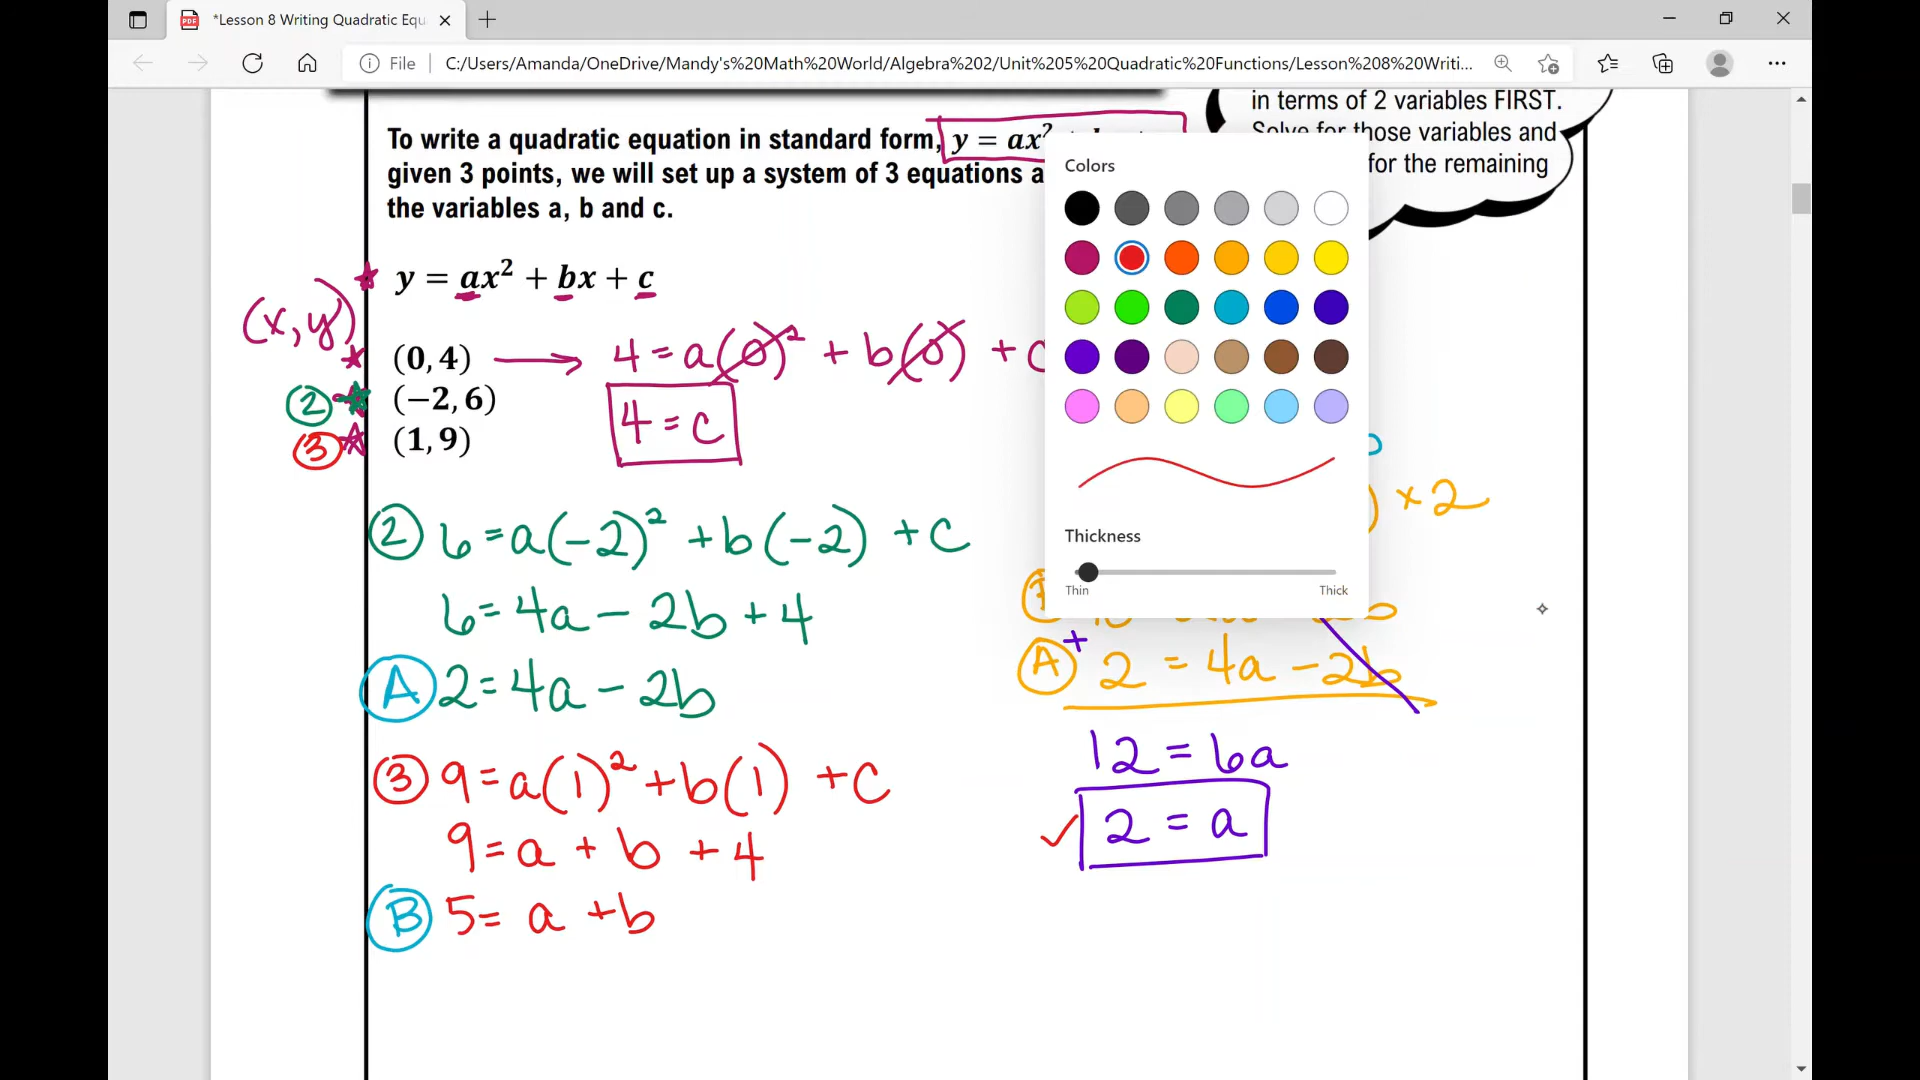 *Lesson 8 Writing Quadratic Equ
File C:/Users/Amanda/OneDrive/Mandy's%20Math%20World/Algebra%202/Unit%205%20Quadratic%20Functions/Lesson%208%20Writi...
in terms of 2 variables FIRST.
Solve for those variables and
for the remaining
To write a quadratic equation in standard form, y = ax²
given 3 points, we will set up a system of 3 equations a
the variables a, b and c.
y = ax² + bx + c
(x,y)
(0, 4) 4 = a(0)² + b(0) + c
② (−2, 6) 4 = c
③ (1, 9)
② 6 = a(-2)² + b(-2) + c
6 = 4a - 2b + 4
Ⓐ 2 = 4a - 2b
③ 9 = a(1)² + b(1) + c
9 = a + b + 4
Ⓑ 5 = a + b
Colors
Thickness
Thin Thick
) × 2
Ⓐ + 2 = 4a - 2b
12 = 6a
✓ 2 = a